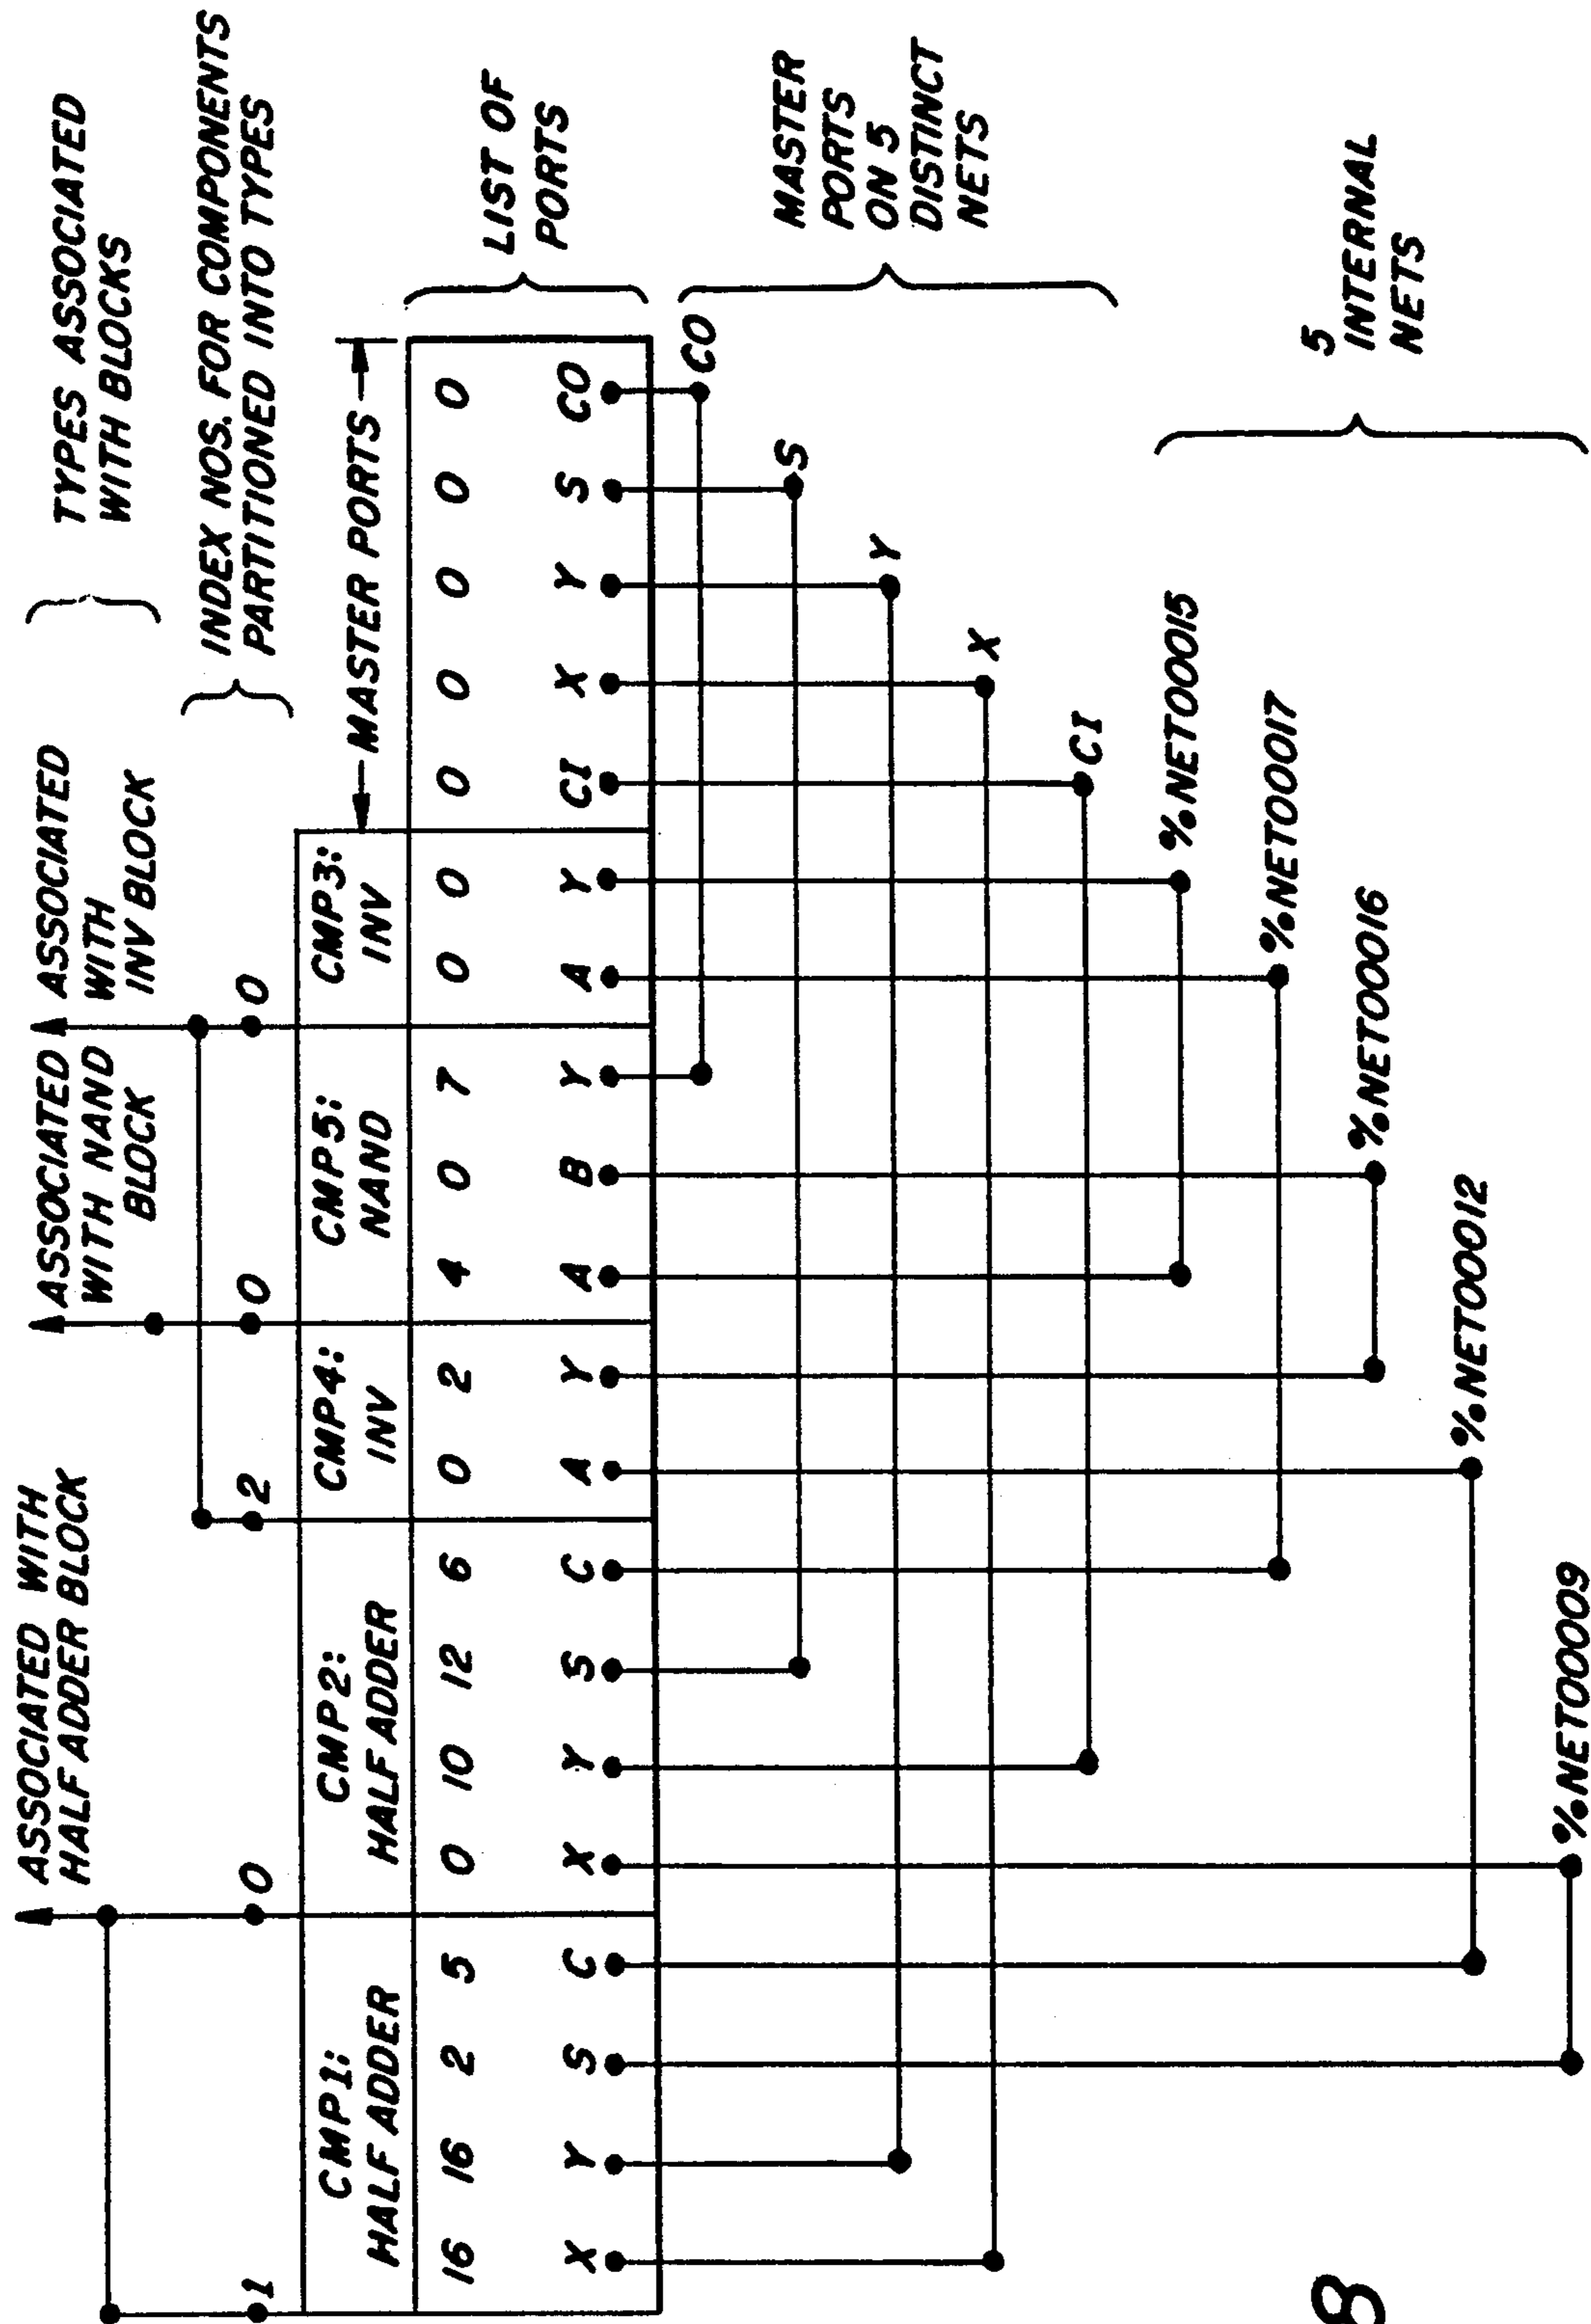 ASSOCIATED WITH
HALF ADDER BLOCK
ASSOCIATED
WITH NAND
BLOCK
ASSOCIATED
WITH
INV BLOCK
TYPES ASSOCIATED
WITH BLOCKS
1
0
2
0
0
INDEX NOS. FOR COMPONENTS
PARTITIONED INTO TYPES
CMP1:
HALF ADDER
CMP2:
HALF ADDER
CMP4:
INV
CMP5:
NAND
CMP3:
INV
MASTER PORTS
16 16 2 5 0 10 12 6 0 2 4 0 7 0 0 0 0 0 0 0
X Y S C X Y S C A Y A B Y A Y CI X Y S CO
LIST OF
PORTS
CO
S
Y
X
CI
MASTER
PORTS
ON 5
DISTINCT
NETS
%NET00015
%NET00017
%NET00016
%NET00012
%NET00009
5
INTERNAL
NETS
8